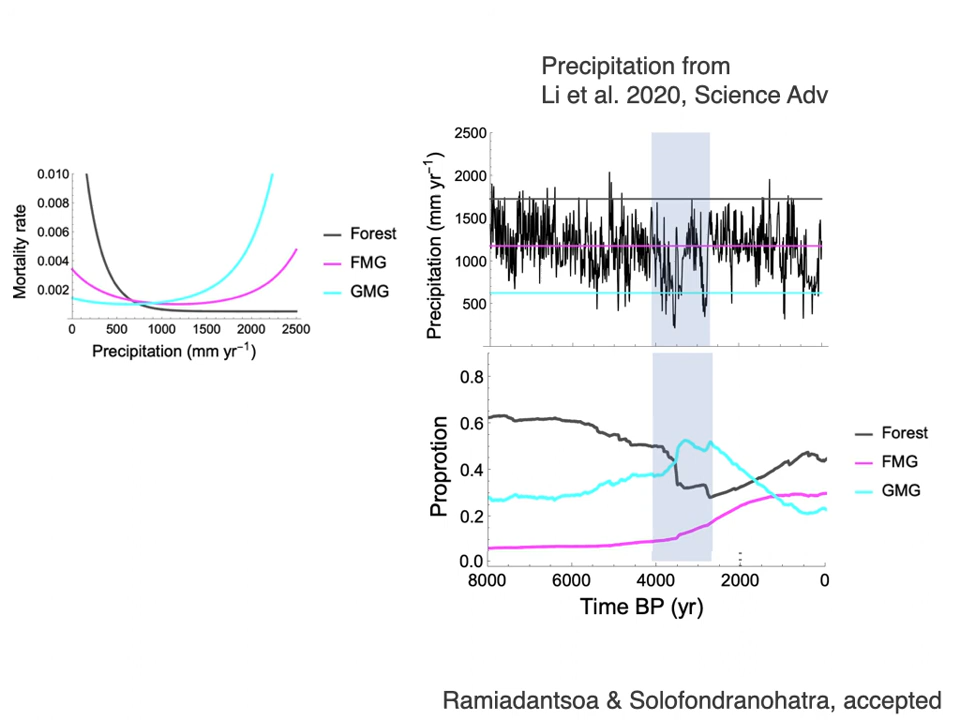 Precipitation from
Li et al. 2020, Science Adv
0.010
0.008
0.006
0.004
0.002
Mortality rate
0 500 1000 1500 2000 2500
Precipitation (mm yr⁻¹)
Forest
FMG
GMG
2500
2000
1500
1000
500
Precipitation (mm yr⁻¹)
0.8
0.6
0.4
0.2
0.0
Proprotion
8000 6000 4000 2000 0
Time BP (yr)
Forest
FMG
GMG
Ramiadantsoa & Solofondranohatra, accepted